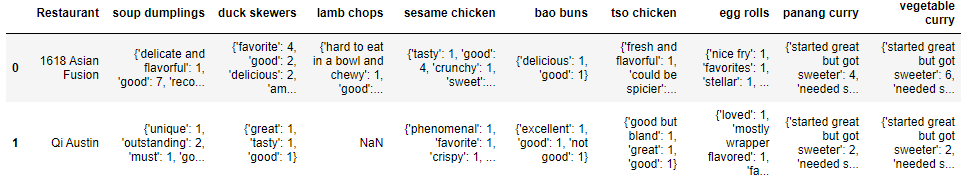 Restaurant soup dumplings duck skewers lamb chops sesame chicken bao buns tso chicken egg rolls panang curry vegetable curry
0 1618 Asian Fusion {'delicate and flavorful': 1, 'good': 7, 'reco... {'favorite': 4, 'good': 2, 'delicious': 2, 'am... {'hard to eat in a bowl and chewy': 1, 'good':... {'tasty': 1, 'good': 4, 'crunchy': 1, 'sweet':... {'delicious': 1, 'good': 1} {'fresh and flavorful': 1, 'could be spicier':... {'nice fry': 1, 'favorites': 1, 'stellar': 1, ... {'started great but got sweeter': 4, 'needed s... {'started great but got sweeter': 6, 'needed s...
1 Qi Austin {'unique': 1, 'outstanding': 2, 'must': 1, 'go... {'great': 1, 'tasty': 1, 'good': 1} NaN {'phenomenal': 1, 'favorite': 1, 'crispy': 1, ... {'excellent': 1, 'good': 1, 'not good': 1} {'good but bland': 1, 'great': 1, 'good': 1} {'loved': 1, 'mostly wrapper flavored': 1, 'fa... {'started great but got sweeter': 2, 'needed s... {'started great but got sweeter': 2, 'needed s...